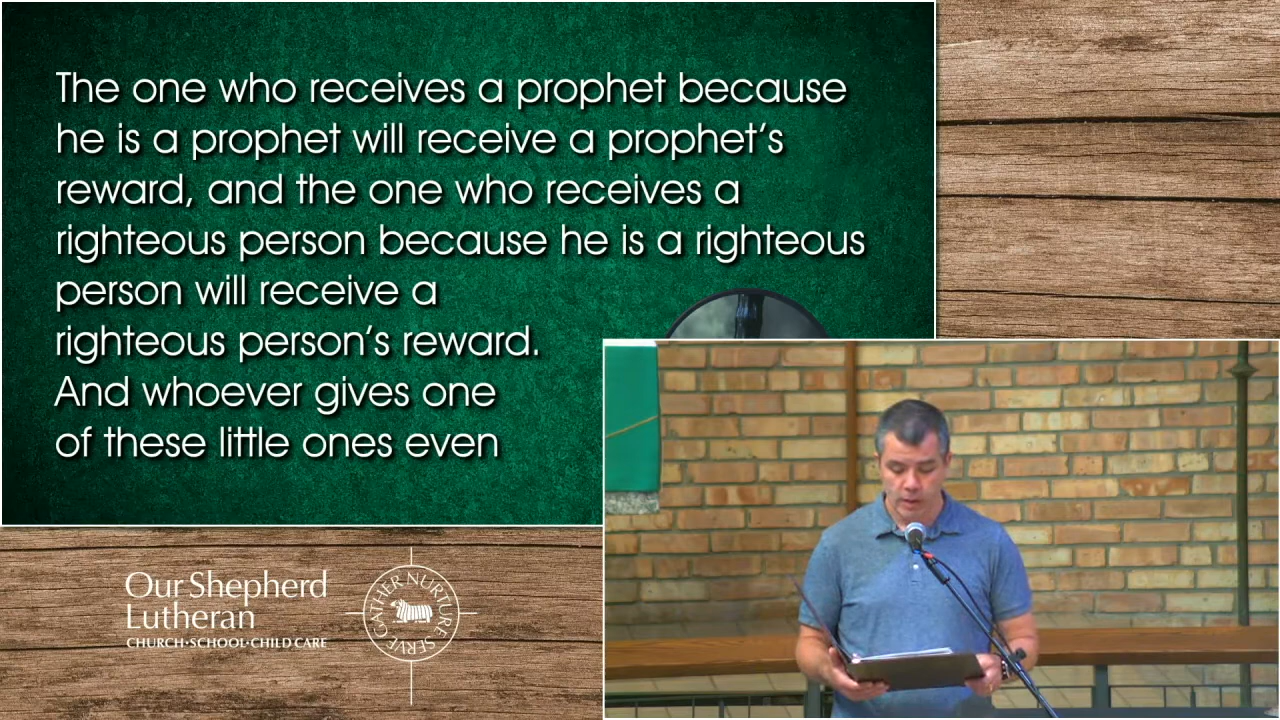 The one who receives a prophet because
he is a prophet will receive a prophet's
reward, and the one who receives a
righteous person because he is a righteous
person will receive a
righteous person's reward.
And whoever gives one
of these little ones even
Our Shepherd
Lutheran
CHURCH·SCHOOL·CHILD CARE
GATHER NURTURE SERVE